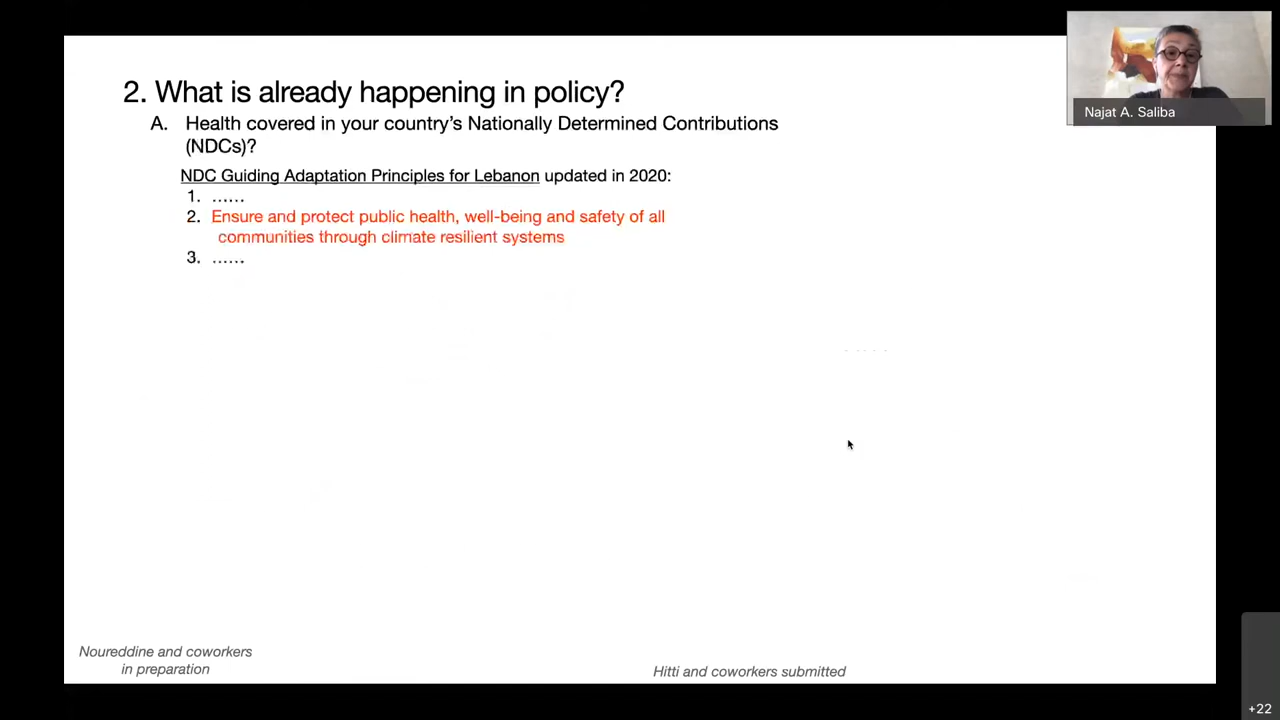 2. What is already happening in policy?
A. Health covered in your country's Nationally Determined Contributions
(NDCs)?
NDC Guiding Adaptation Principles for Lebanon updated in 2020:
1. ......
2. Ensure and protect public health, well-being and safety of all
communities through climate resilient systems
3. ......
Noureddine and coworkers
in preparation
Hitti and coworkers submitted
Najat A. Saliba
+22